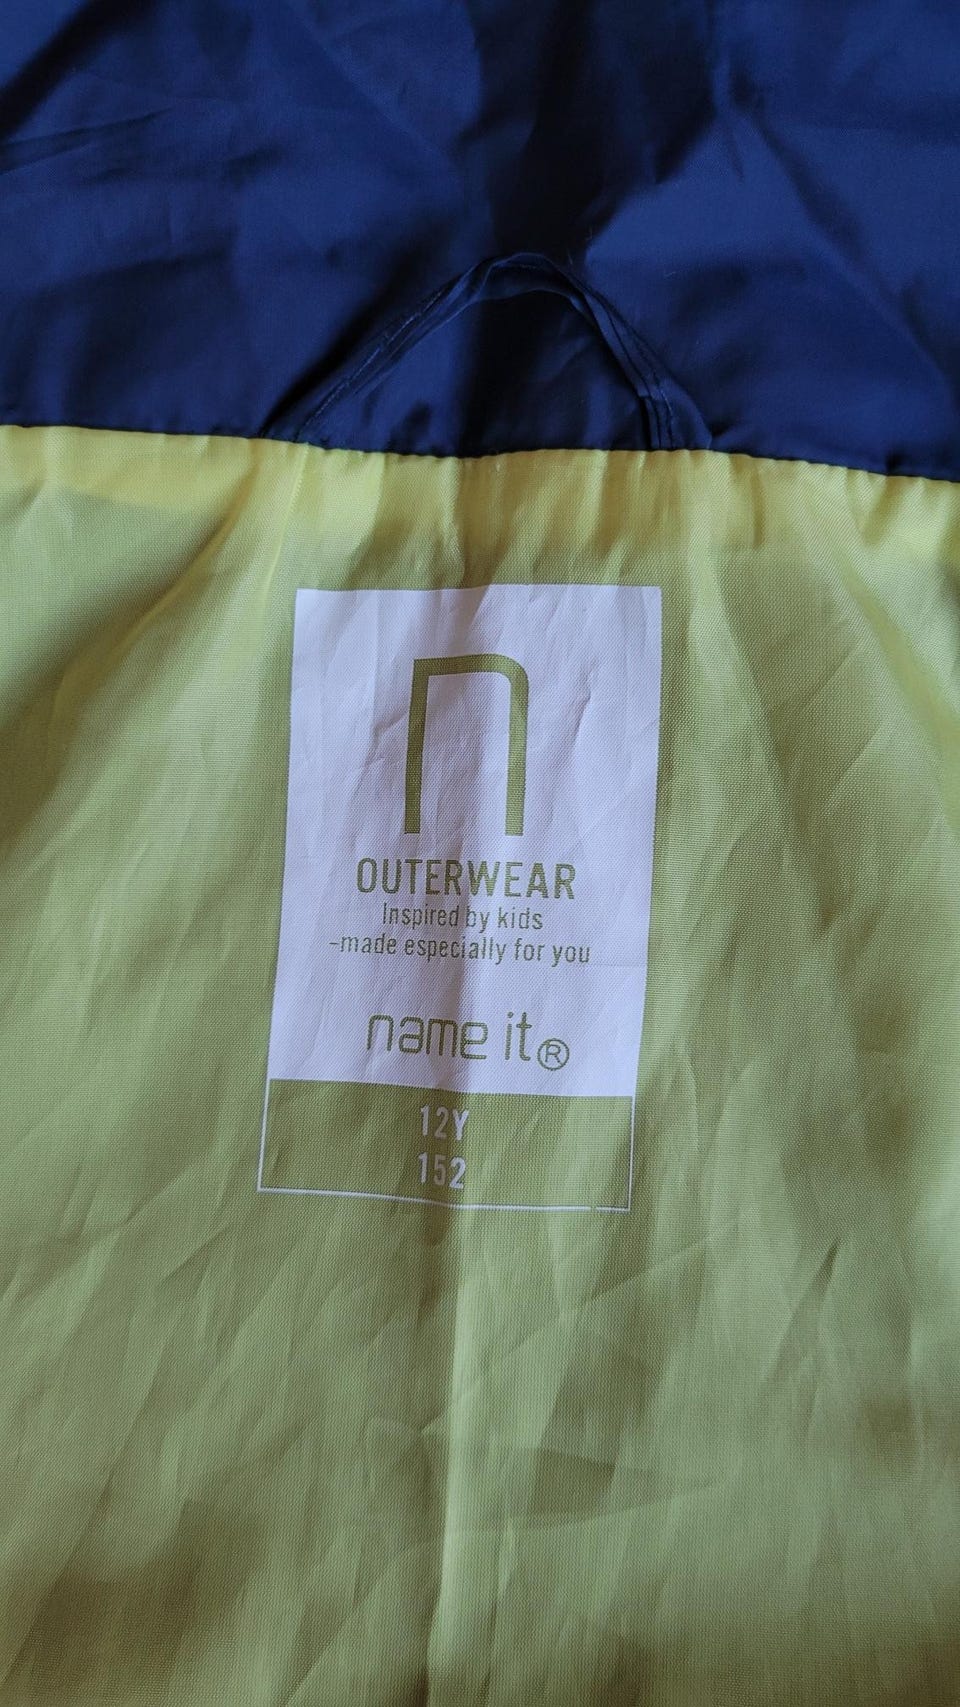 n
OUTERWEAR
Inspired by kids
-made especially for you
name it®
12Y
152